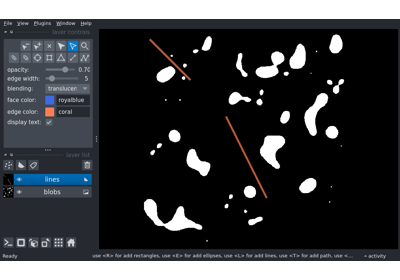 File View Plugins Window Help
layer controls
opacity: 0.70
edge width: 5
blending: translucen
face color: royalblue
edge color: coral
display text:
layer list
lines
blobs
Ready use <R> for add rectangles, use <E> for add ellipses, use <L> for add lines, use <T> for add path, use <... activity